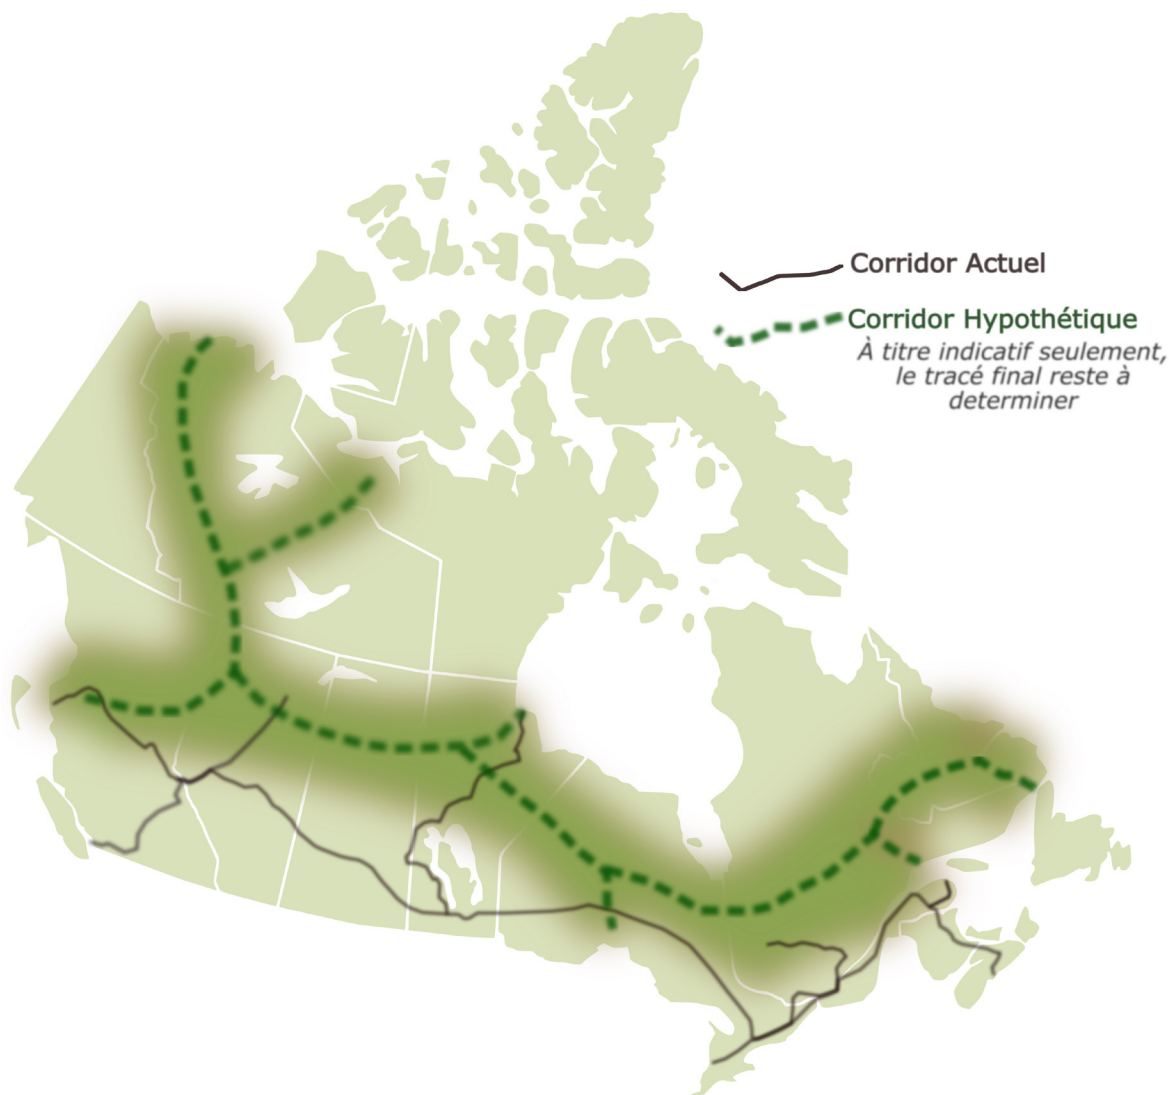 Corridor Actuel
Corridor Hypothétique
À titre indicatif seulement,
le tracé final reste à
determiner